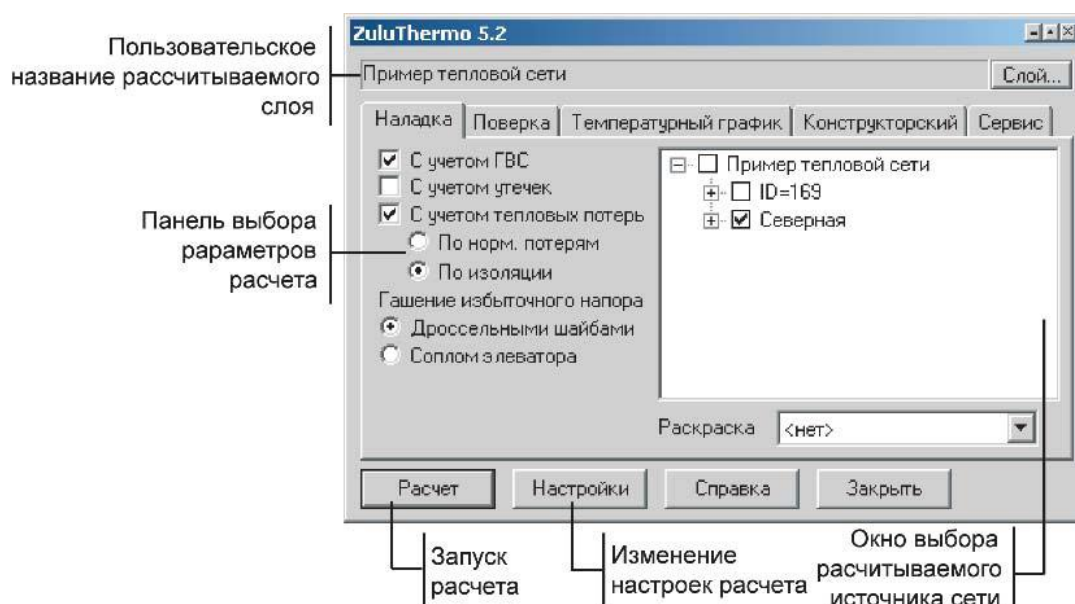 Пользовательское
название рассчитываемого
слоя
ZuluThermo 5.2
Пример тепловой сети
Слой...
Наладка Поверка Температурный график Конструкторский Сервис
С учетом ГВС
С учетом утечек
С учетом тепловых потерь
По норм. потерям
По изоляции
Гашение избыточного напора
Дроссельными шайбами
Соплом элеватора
Пример тепловой сети
ID=169
Северная
Раскраска <нет>
Расчет Настройки Справка Закрыть
Панель выбора
рараметров
расчета
Запуск
расчета
Изменение
настроек расчета
Окно выбора
расчитываемого
источника сети